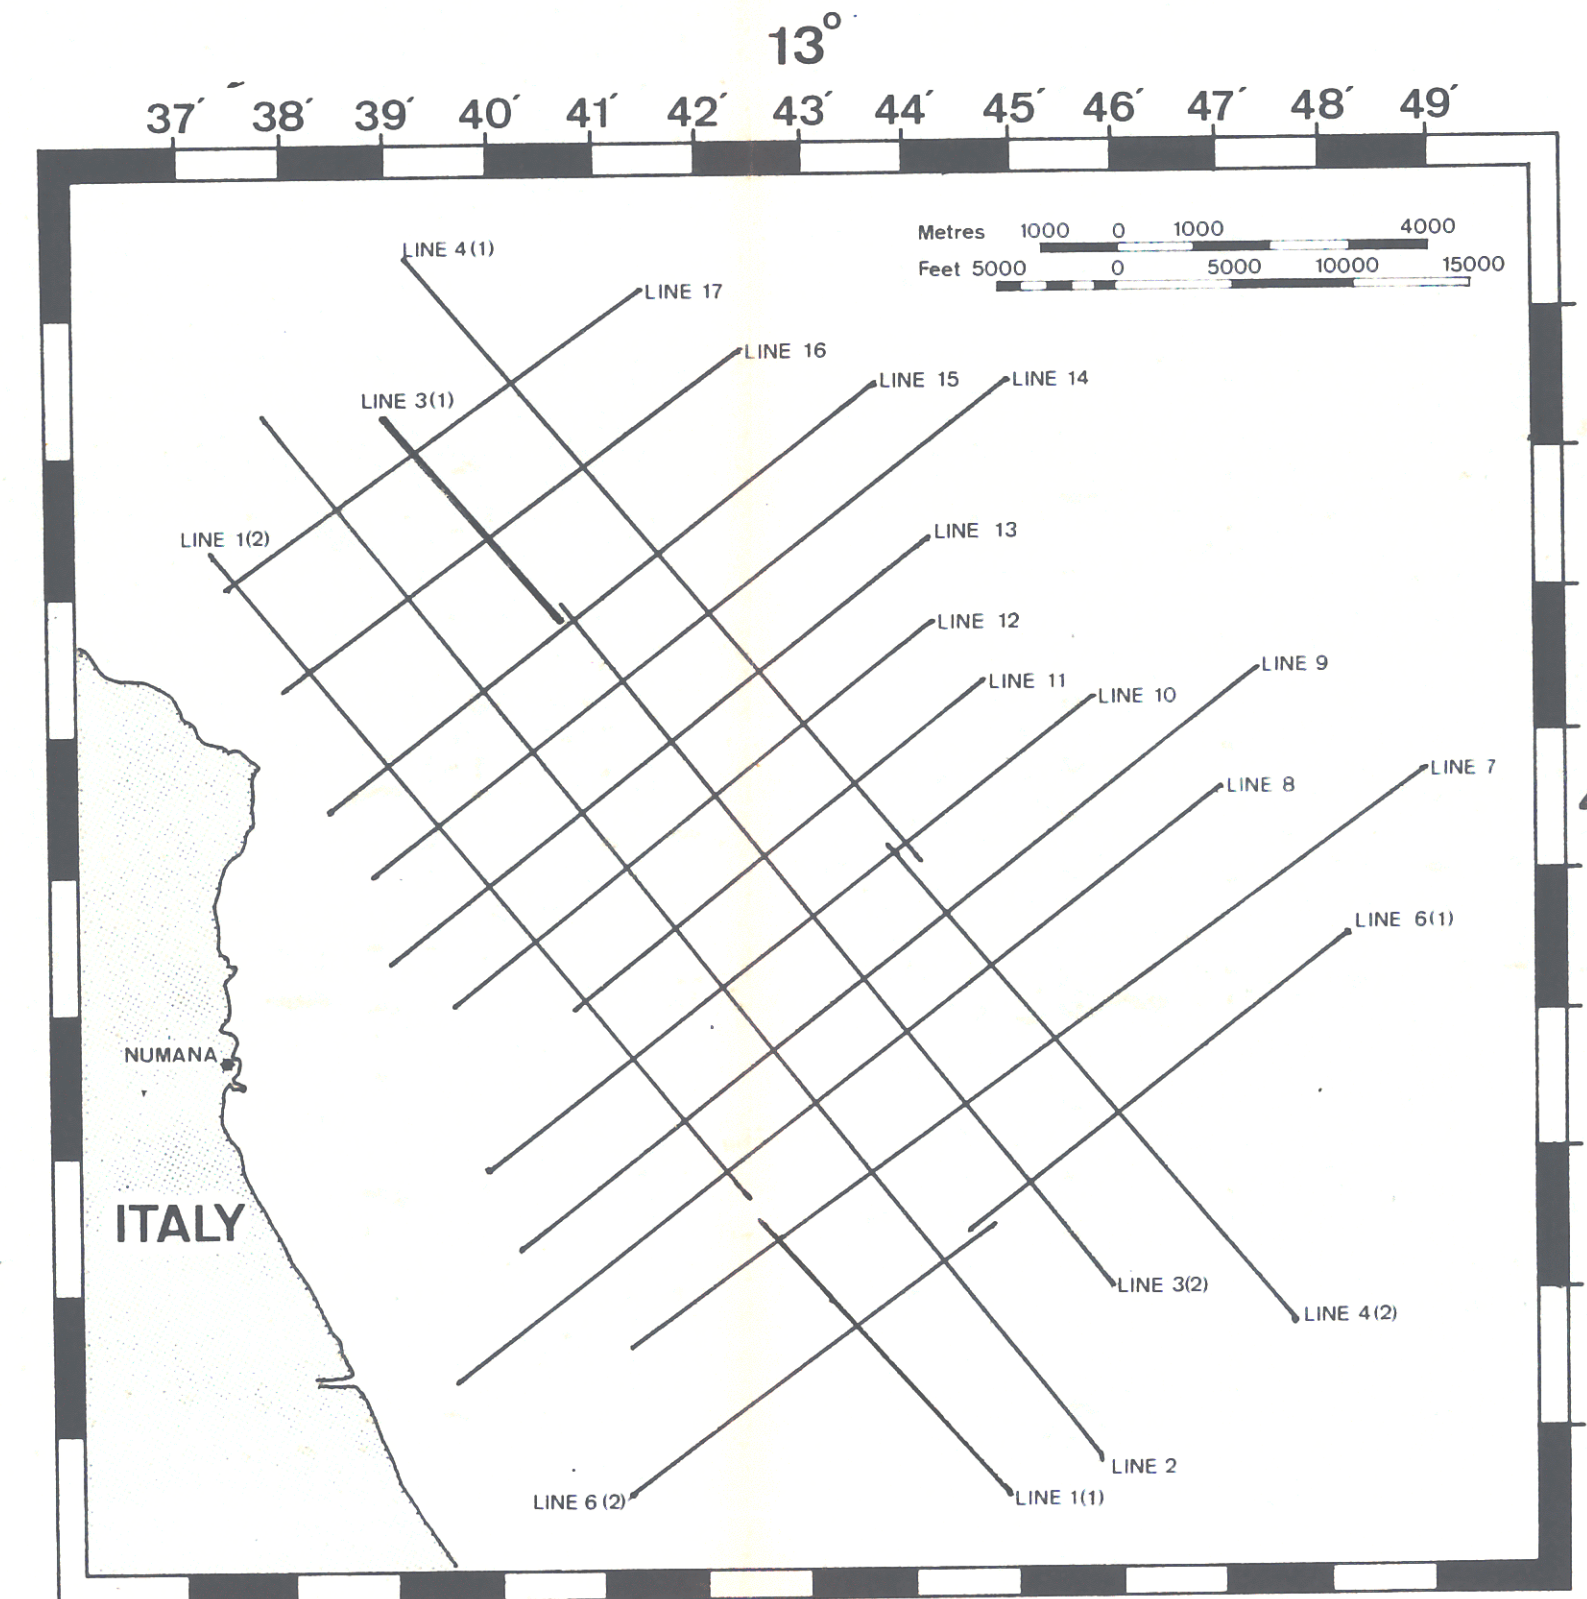 13°
37′ 38′ 39′ 40′ 41′ 42′ 43′ 44′ 45′ 46′ 47′ 48′ 49′
Metres 1000 0 1000 4000
Feet 5000 0 5000 10000 15000
LINE 4(1)
LINE 17
LINE 16
LINE 15
LINE 14
LINE 3(1)
LINE 13
LINE 1(2)
LINE 12
LINE 9
LINE 11
LINE 10
LINE 7
LINE 8
LINE 6(1)
NUMANA
ITALY
LINE 3(2)
LINE 4(2)
LINE 2
LINE 1(1)
LINE 6(2)